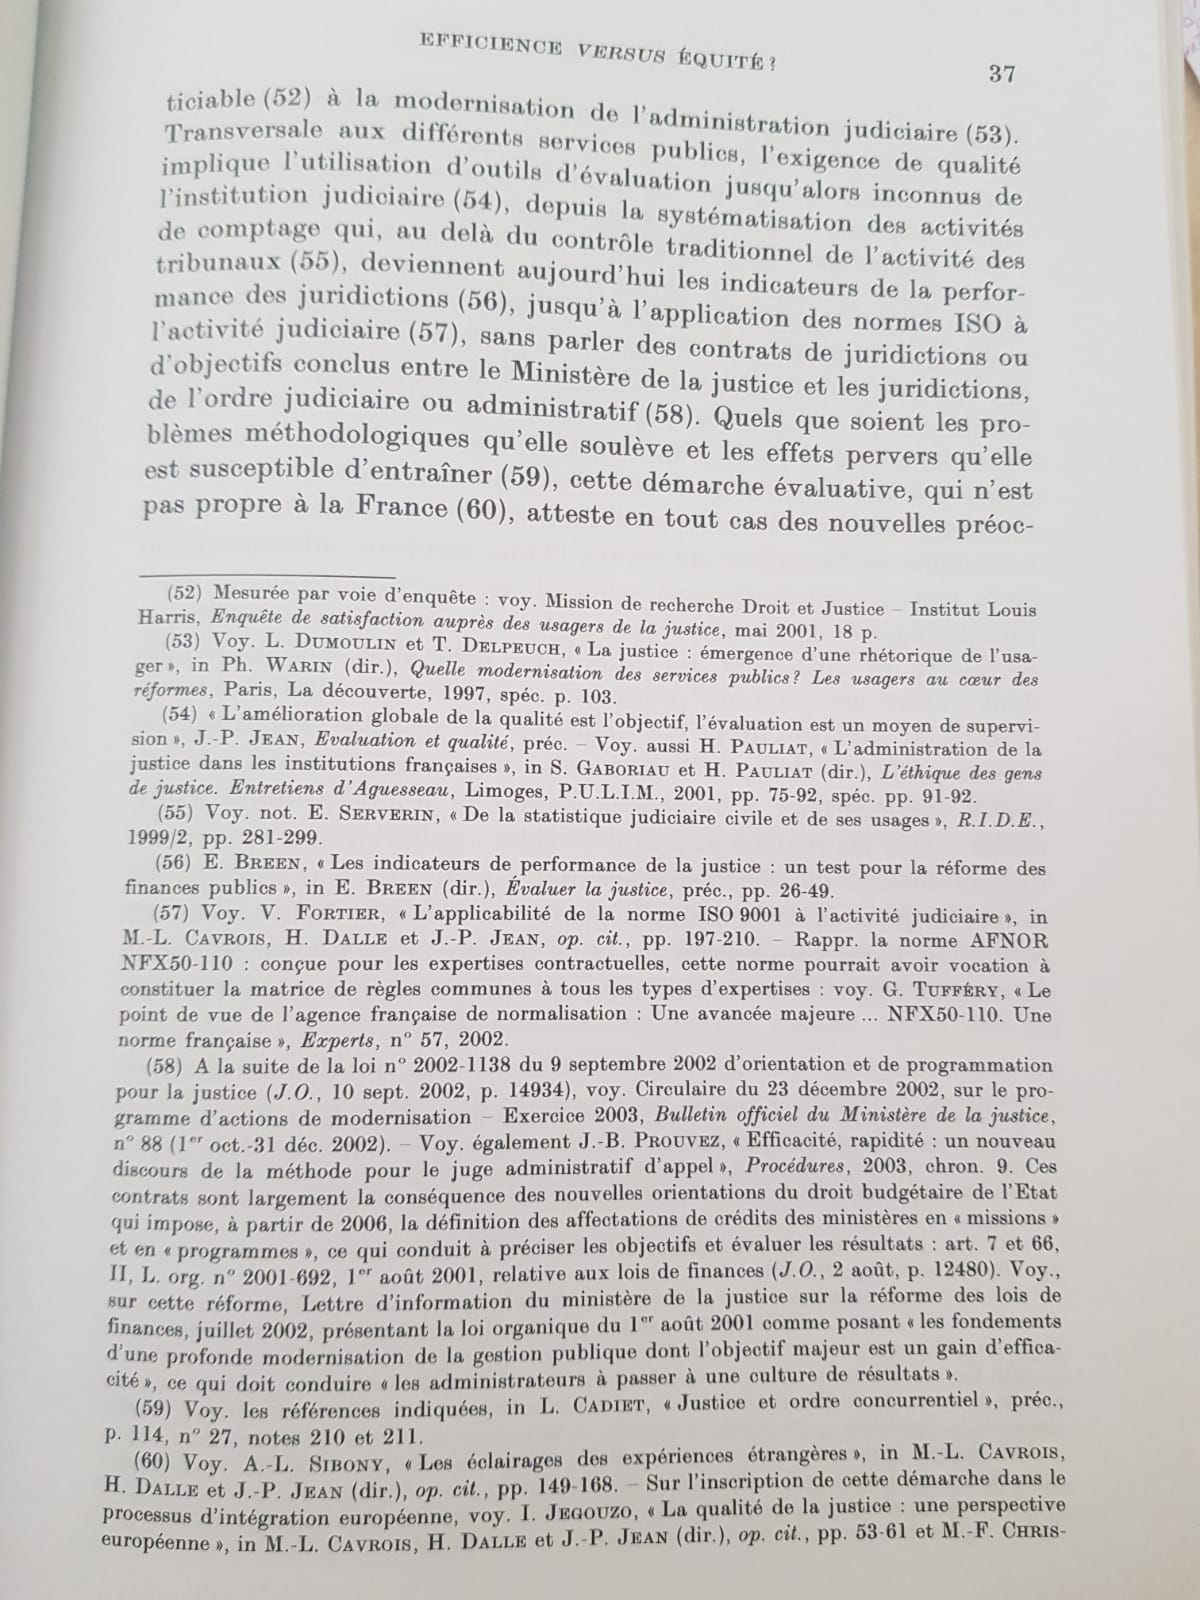 EFFICIENCE VERSUS ÉQUITÉ?
37
ticiable (52) à la modernisation de l'administration judiciaire (53).
Transversale aux différents services publics, l'exigence de qualité
implique l'utilisation d'outils d'évaluation jusqu'alors inconnus de
l'institution judiciaire (54), depuis la systématisation des activités
de comptage qui, au delà du contrôle traditionnel de l'activité des
tribunaux (55), deviennent aujourd'hui les indicateurs de la perfor-
mance des juridictions (56), jusqu'à l'application des normes ISO à
l'activité judiciaire (57), sans parler des contrats de juridictions ou
d'objectifs conclus entre le Ministère de la justice et les juridictions,
de l'ordre judiciaire ou administratif (58). Quels que soient les pro-
blèmes méthodologiques qu'elle soulève et les effets pervers qu'elle
est susceptible d'entraîner (59), cette démarche évaluative, qui n'est
pas propre à la France (60), atteste en tout cas des nouvelles préoc-
(52) Mesurée par voie d'enquête : voy. Mission de recherche Droit et Justice – Institut Louis
Harris, Enquête de satisfaction auprès des usagers de la justice, mai 2001, 18 p.
(53) Voy. L. DUMOULIN et T. DELPEUCH, « La justice : émergence d'une rhétorique de l'usa-
ger », in Ph. WARIN (dir.), Quelle modernisation des services publics? Les usagers au cœur des
réformes, Paris, La découverte, 1997, spéc. p. 103.
(54) « L'amélioration globale de la qualité est l'objectif, l'évaluation est un moyen de supervi-
sion », J.-P. JEAN, Evaluation et qualité, préc. – Voy. aussi H. PAULIAT, « L'administration de la
justice dans les institutions françaises », in S. GABORIAU et H. PAULIAT (dir.), L'éthique des gens
de justice. Entretiens d'Aguesseau, Limoges, P.U.L.I.M., 2001, pp. 75-92, spéc. pp. 91-92.
(55) Voy. not. E. SERVERIN, « De la statistique judiciaire civile et de ses usages », R.I.D.E.,
1999/2, pp. 281-299.
(56) E. BREEN, « Les indicateurs de performance de la justice : un test pour la réforme des
finances publics », in E. BREEN (dir.), Évaluer la justice, préc., pp. 26-49.
(57) Voy. V. FORTIER, « L'applicabilité de la norme ISO 9001 à l'activité judiciaire », in
M.-L. CAVROIS, H. DALLE et J.-P. JEAN, op. cit., pp. 197-210. – Rappr. la norme AFNOR
NFX50-110 : conçue pour les expertises contractuelles, cette norme pourrait avoir vocation à
constituer la matrice de règles communes à tous les types d'expertises : voy. G. TUFFÉRY, « Le
point de vue de l'agence française de normalisation : Une avancée majeure ... NFX50-110. Une
norme française », Experts, n° 57, 2002.
(58) A la suite de la loi n° 2002-1138 du 9 septembre 2002 d'orientation et de programmation
pour la justice (J.O., 10 sept. 2002, p. 14934), voy. Circulaire du 23 décembre 2002, sur le pro-
gramme d'actions de modernisation – Exercice 2003, Bulletin officiel du Ministère de la justice,
n° 88 (1er oct.-31 déc. 2002). – Voy. également J.-B. PROUVEZ, « Efficacité, rapidité : un nouveau
discours de la méthode pour le juge administratif d'appel », Procédures, 2003, chron. 9. Ces
contrats sont largement la conséquence des nouvelles orientations du droit budgétaire de l'Etat
qui impose, à partir de 2006, la définition des affectations de crédits des ministères en « missions »
et en « programmes », ce qui conduit à préciser les objectifs et évaluer les résultats : art. 7 et 66,
II, L. org. n° 2001-692, 1er août 2001, relative aux lois de finances (J.O., 2 août, p. 12480). Voy.,
sur cette réforme, Lettre d'information du ministère de la justice sur la réforme des lois de
finances, juillet 2002, présentant la loi organique du 1er août 2001 comme posant « les fondements
d'une profonde modernisation de la gestion publique dont l'objectif majeur est un gain d'effica-
cité », ce qui doit conduire « les administrateurs à passer à une culture de résultats ».
(59) Voy. les références indiquées, in L. CADIET, « Justice et ordre concurrentiel », préc.,
p. 114, n° 27, notes 210 et 211.
(60) Voy. A.-L. SIBONY, « Les éclairages des expériences étrangères », in M.-L. CAVROIS,
H. DALLE et J.-P. JEAN (dir.), op. cit., pp. 149-168. – Sur l'inscription de cette démarche dans le
processus d'intégration européenne, voy. I. JEGOUZO, « La qualité de la justice : une perspective
européenne », in M.-L. CAVROIS, H. DALLE et J.-P. JEAN (dir.), op. cit., pp. 53-61 et M.-F. CHRIS-